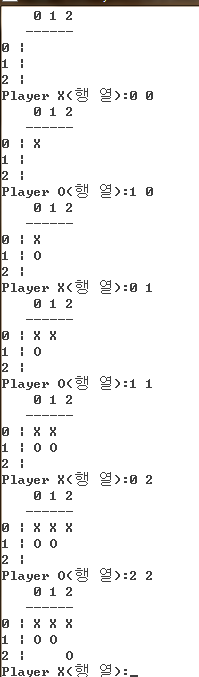 0 1 2
   ------
0 |
1 |
2 |
Player X(행 열):0 0
    0 1 2
   ------
0 | X
1 |
2 |
Player O(행 열):1 0
    0 1 2
   ------
0 | X
1 | O
2 |
Player X(행 열):0 1
    0 1 2
   ------
0 | X X
1 | O
2 |
Player O(행 열):1 1
    0 1 2
   ------
0 | X X
1 | O O
2 |
Player X(행 열):0 2
    0 1 2
   ------
0 | X X X
1 | O O
2 |
Player O(행 열):2 2
    0 1 2
   ------
0 | X X X
1 | O O
2 |     O
Player X(행 열):_